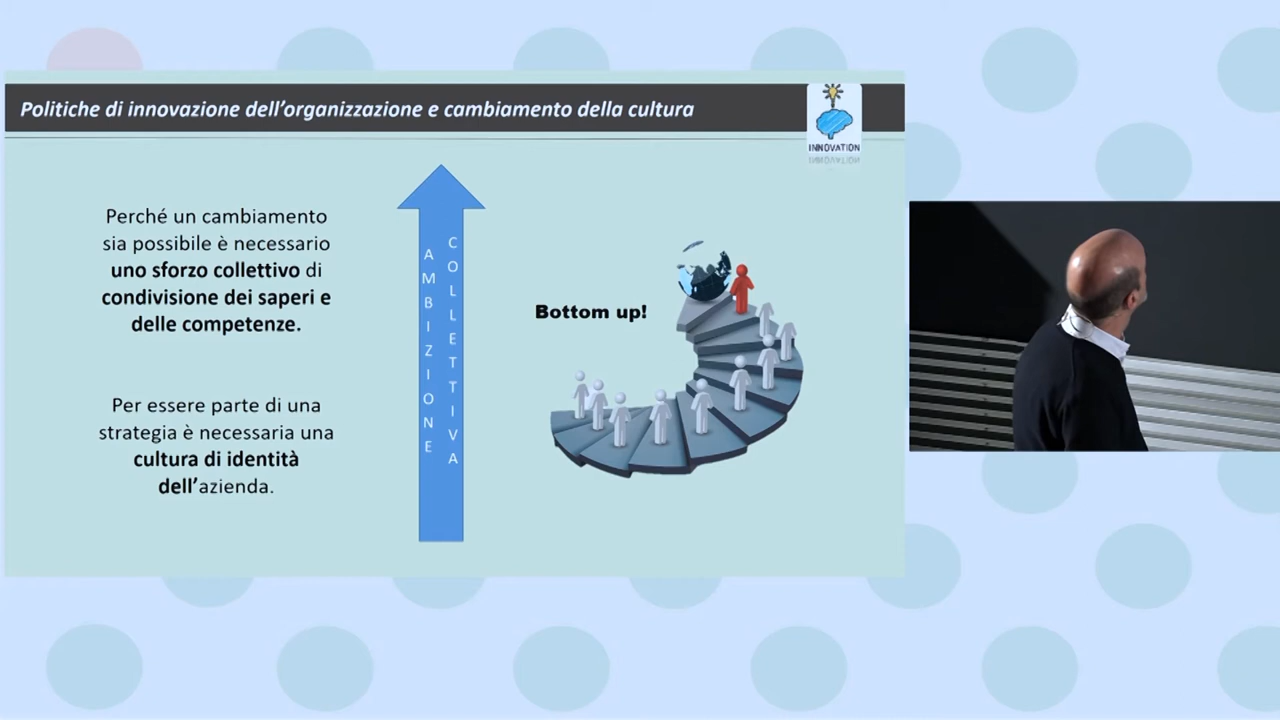 Politiche di innovazione dell'organizzazione e cambiamento della cultura
INNOVATION
Perché un cambiamento
sia possibile è necessario
uno sforzo collettivo di
condivisione dei saperi e
delle competenze.
Per essere parte di una
strategia è necessaria una
cultura di identità
dell'azienda.
AMBIZIONE
COLLETTIVA
Bottom up!